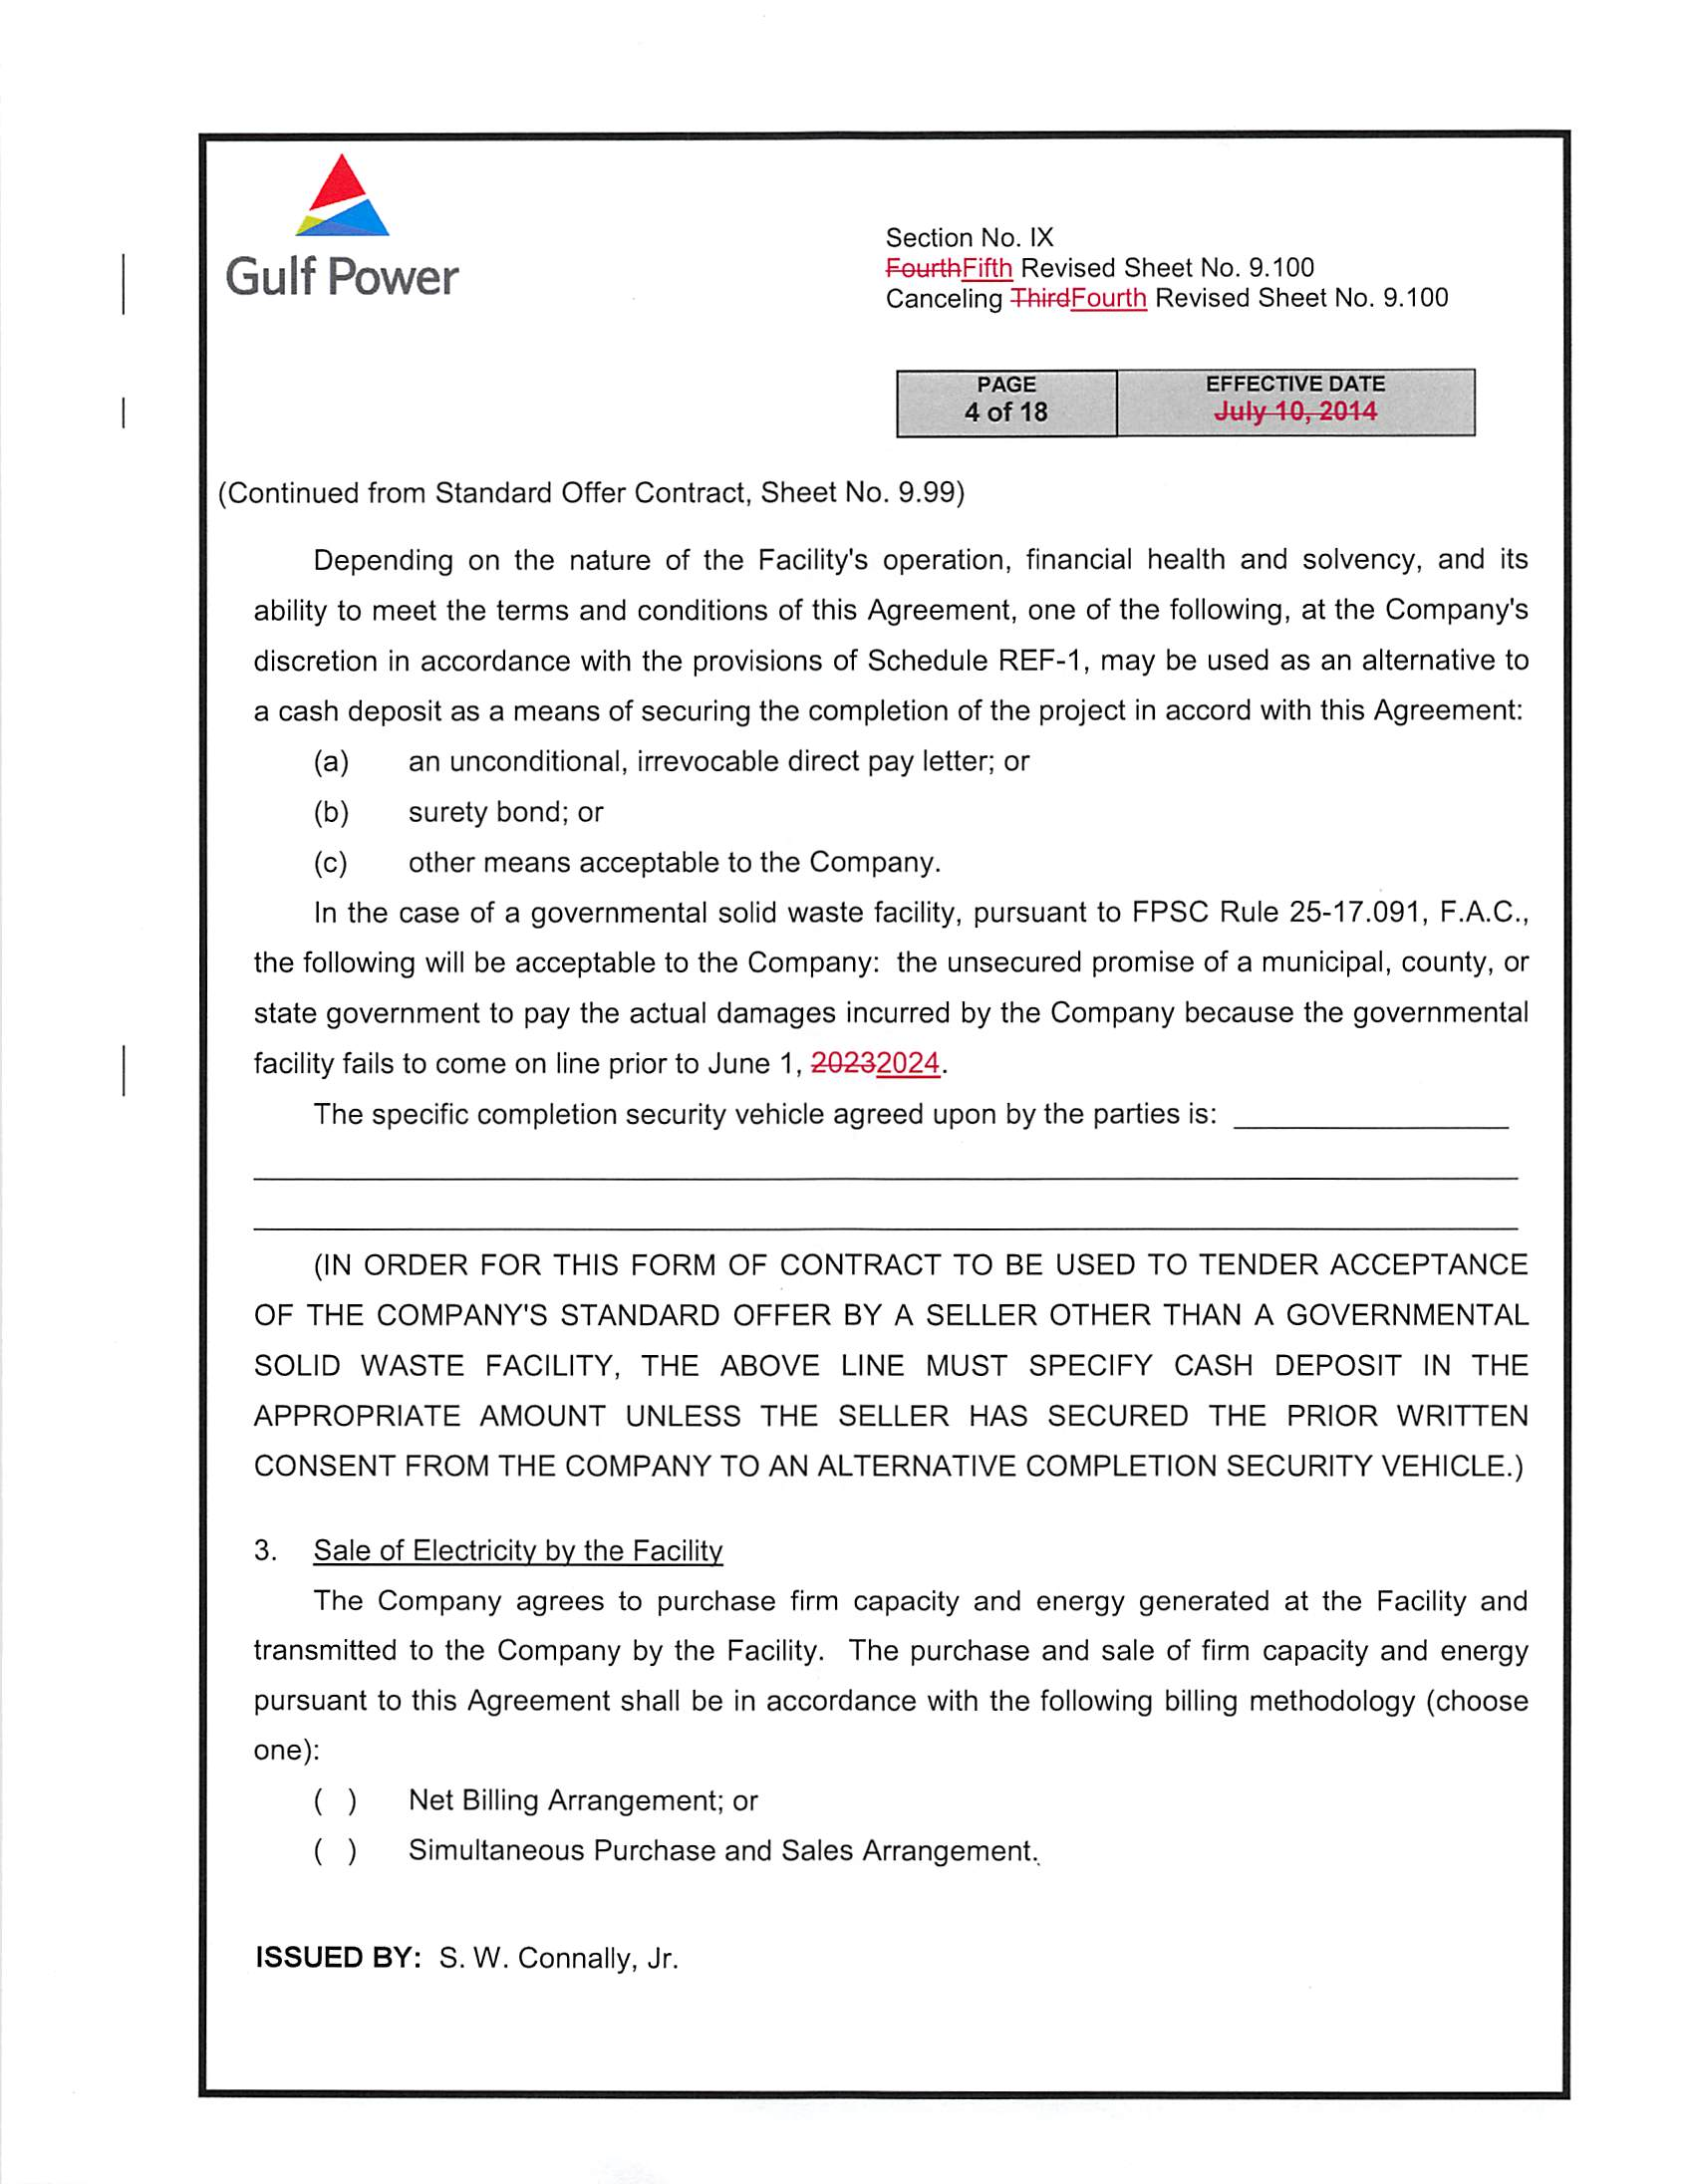 Gulf Power
Section No. IX
FourthFifth Revised Sheet No. 9.100
Canceling ThirdFourth Revised Sheet No. 9.100
PAGE
4 of 18
EFFECTIVE DATE
July 10, 2014
(Continued from Standard Offer Contract, Sheet No. 9.99)
Depending on the nature of the Facility's operation, financial health and solvency, and its
ability to meet the terms and conditions of this Agreement, one of the following, at the Company's
discretion in accordance with the provisions of Schedule REF-1, may be used as an alternative to
a cash deposit as a means of securing the completion of the project in accord with this Agreement:
(a) an unconditional, irrevocable direct pay letter; or
(b) surety bond; or
(c) other means acceptable to the Company.
In the case of a governmental solid waste facility, pursuant to FPSC Rule 25-17.091, F.A.C.,
the following will be acceptable to the Company: the unsecured promise of a municipal, county, or
state government to pay the actual damages incurred by the Company because the governmental
facility fails to come on line prior to June 1, 20232024.
The specific completion security vehicle agreed upon by the parties is:
(IN ORDER FOR THIS FORM OF CONTRACT TO BE USED TO TENDER ACCEPTANCE
OF THE COMPANY'S STANDARD OFFER BY A SELLER OTHER THAN A GOVERNMENTAL
SOLID WASTE FACILITY, THE ABOVE LINE MUST SPECIFY CASH DEPOSIT IN THE
APPROPRIATE AMOUNT UNLESS THE SELLER HAS SECURED THE PRIOR WRITTEN
CONSENT FROM THE COMPANY TO AN ALTERNATIVE COMPLETION SECURITY VEHICLE.)
3. Sale of Electricity by the Facility
The Company agrees to purchase firm capacity and energy generated at the Facility and
transmitted to the Company by the Facility. The purchase and sale of firm capacity and energy
pursuant to this Agreement shall be in accordance with the following billing methodology (choose
one):
( ) Net Billing Arrangement; or
( ) Simultaneous Purchase and Sales Arrangement.
ISSUED BY: S. W. Connally, Jr.